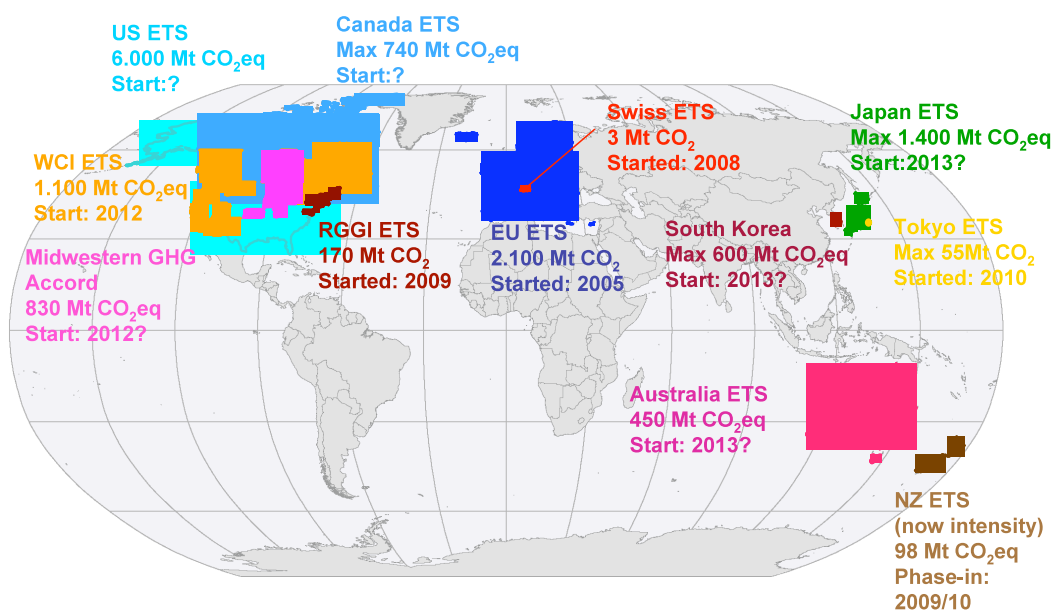 US ETS
6.000 Mt CO₂eq
Start:?
Canada ETS
Max 740 Mt CO₂eq
Start:?
Swiss ETS
3 Mt CO₂
Started: 2008
Japan ETS
Max 1.400 Mt CO₂eq
Start:2013?
WCI ETS
1.100 Mt CO₂eq
Start: 2012
RGGI ETS
170 Mt CO₂
Started: 2009
EU ETS
2.100 Mt CO₂
Started: 2005
South Korea
Max 600 Mt CO₂eq
Start: 2013?
Tokyo ETS
Max 55Mt CO₂
Started: 2010
Midwestern GHG
Accord
830 Mt CO₂eq
Start: 2012?
Australia ETS
450 Mt CO₂eq
Start: 2013?
NZ ETS
(now intensity)
98 Mt CO₂eq
Phase-in:
2009/10